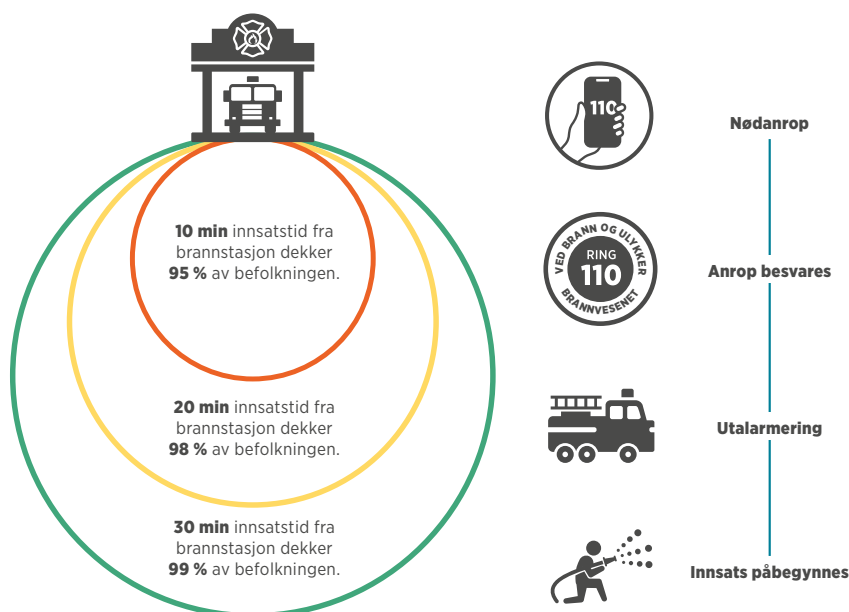 10 min innsatstid fra
brannstasjon dekker
95 % av befolkningen.
20 min innsatstid fra
brannstasjon dekker
98 % av befolkningen.
30 min innsatstid fra
brannstasjon dekker
99 % av befolkningen.
110
Nødanrop
VED BRANN OG ULYKKER
RING
110
BRANNVESENET
Anrop besvares
Utalarmering
Innsats påbegynnes